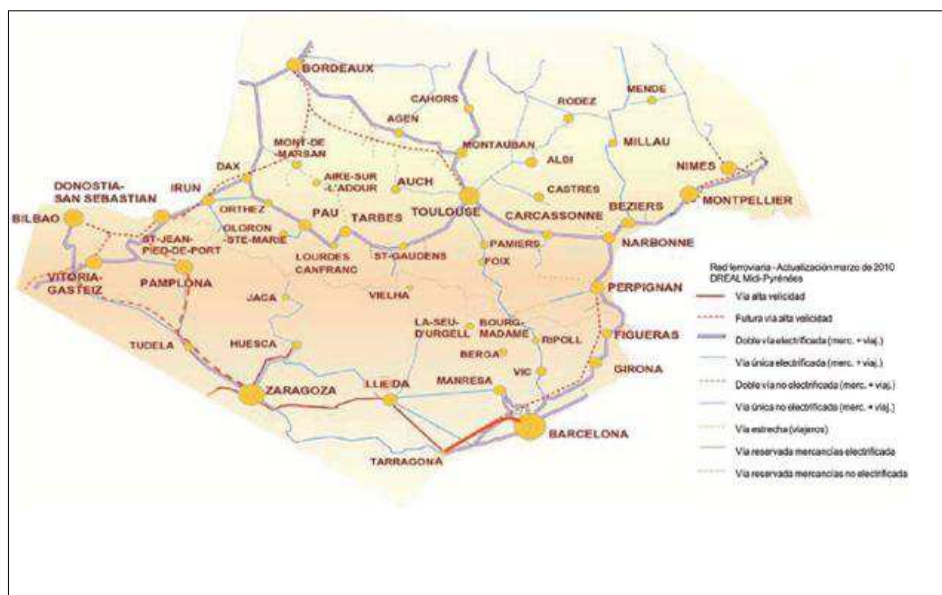 BORDEAUX
CAHORS
MENDE
RODEZ
AGEN
MONT-DE
-MARSAN
MONTAUBAN
MILLAU
ALBI
NIMES
DAX
AIRE-SUR
-L'ADOUR
AUCH
CASTRES
DONOSTIA-
SAN SEBASTIAN
IRUN
BEZIERS
MONTPELLIER
BILBAO
ORTHEZ
PAU
TARBES
TOULOUSE
CARCASSONNE
OLORON
-STE-MARIE
ST-JEAN-
PIED-DE-PORT
LOURDES
CANFRANC
ST-GAUDENS
PAMIERS
FOIX
NARBONNE
VITORIA-
GASTEIZ
PAMPLONA
PERPIGNAN
JACA
VIELHA
LA-SEU-
D'URGELL
BOURG-
MADAME
FIGUERAS
TUDELA
HUESCA
RIPOLL
BERGA
GIRONA
ZARAGOZA
LLIEDA
MANRESA
VIC
BARCELONA
TARRAGONA
Red ferroviaria - Actualización marzo de 2010
DREAL Midi-Pyrénées
Vía alta velicidad
Futura vía alta velicidad
Doble vía electrificada (merc. + viaj.)
Vía única electrificada (merc. + viaj.)
Doble vía no electrificada (merc. + viaj.)
Vía única no electrificada (merc. + viaj.)
Vía estrecha (viajeros)
Vía reservada mercancías electrificada
Vía reservada mercancías no electrificada